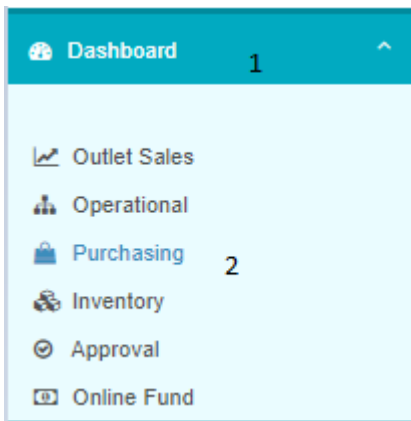 Dashboard 1
Outlet Sales
Operational
Purchasing 2
Inventory
Approval
Online Fund